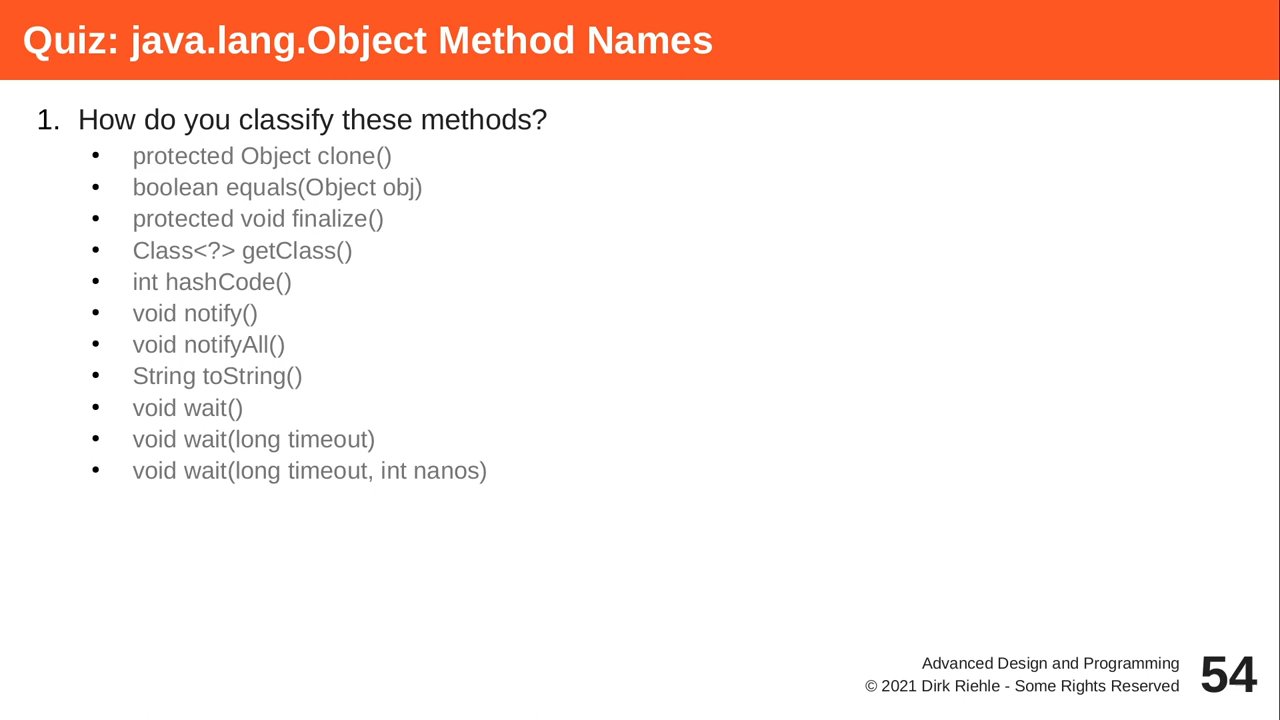 Quiz: java.lang.Object Method Names
1. How do you classify these methods?
• protected Object clone()
• boolean equals(Object obj)
• protected void finalize()
• Class<?> getClass()
• int hashCode()
• void notify()
• void notifyAll()
• String toString()
• void wait()
• void wait(long timeout)
• void wait(long timeout, int nanos)
Advanced Design and Programming
© 2021 Dirk Riehle - Some Rights Reserved
54